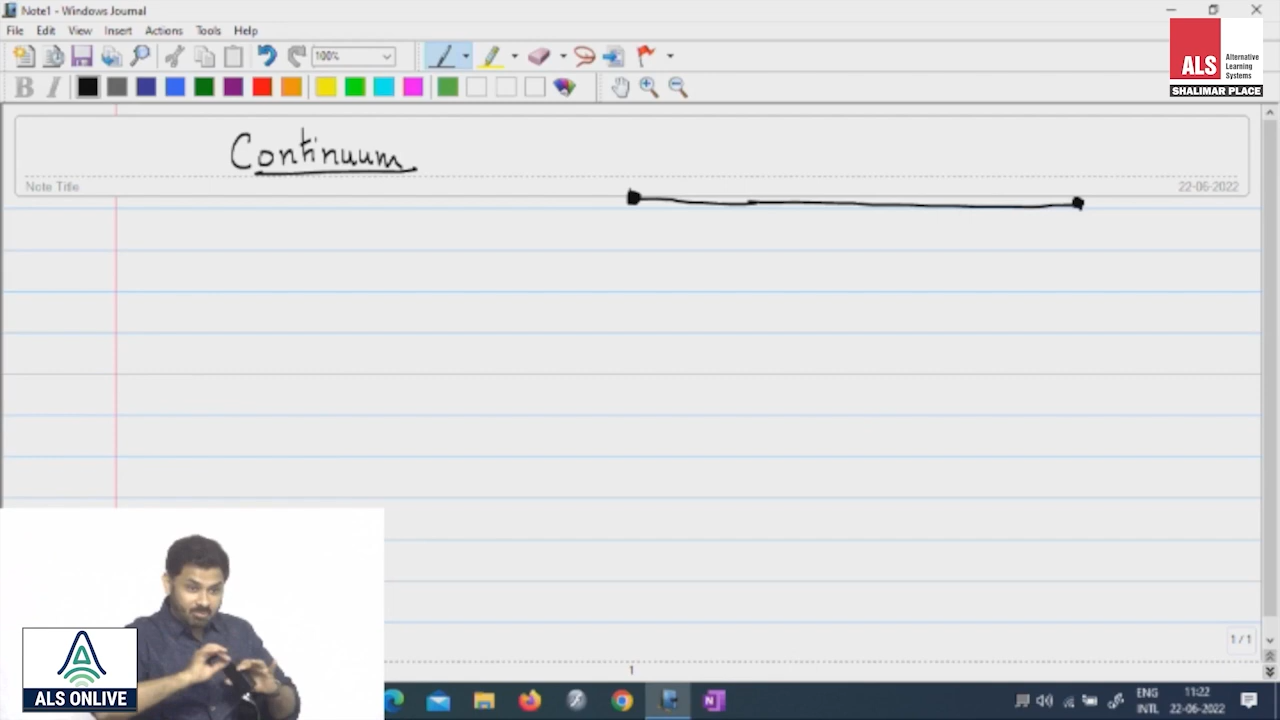 Note1 - Windows Journal
File Edit View Insert Actions Tools Help
100%
B I
ALS
Alternative
Learning
Systems
SHALIMAR PLACE
Continuum
Note Title
22-06-2022
1 / 1
1
ALS ONLIVE
ENG
INTL
11:22
22-06-2022